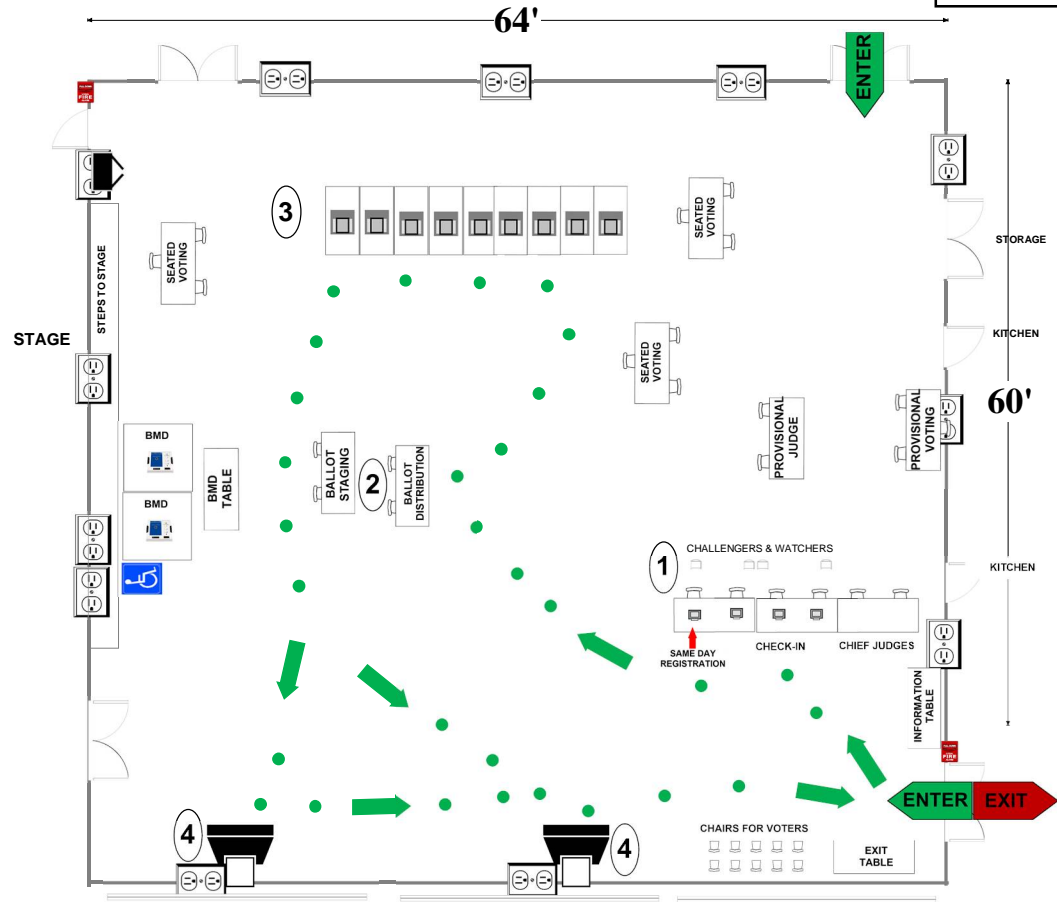 64'
ENTER
3
SEATED
VOTING
SEATED
VOTING
STORAGE
STEPS TO STAGE
STAGE
KITCHEN
SEATED
VOTING
60'
PROVISIONAL
JUDGE
PROVISIONAL
VOTING
BMD
BMD
TABLE
BALLOT
STAGING
2
BALLOT
DISTRIBUTION
BMD
1
CHALLENGERS & WATCHERS
KITCHEN
SAME DAY
REGISTRATION
CHECK-IN
CHIEF JUDGES
INFORMATION
TABLE
FIRE
FIRE
ENTER
EXIT
4
4
CHAIRS FOR VOTERS
EXIT
TABLE